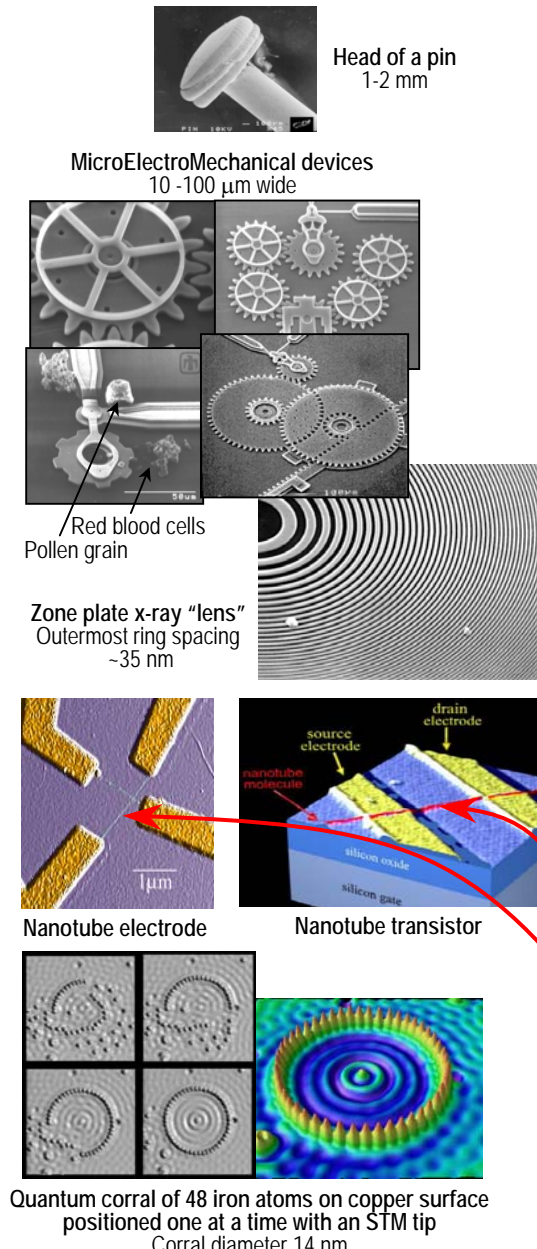 Head of a pin
1-2 mm
PIN 10KV
MicroElectroMechanical devices
10 -100 μm wide
50um
100μm
Red blood cells
Pollen grain
Zone plate x-ray “lens”
Outermost ring spacing
~35 nm
1μm
Nanotube electrode
drain
electrode
source
electrode
nanotube
molecule
silicon oxide
silicon gate
Nanotube transistor
Quantum corral of 48 iron atoms on copper surface
positioned one at a time with an STM tip
Corral diameter 14 nm